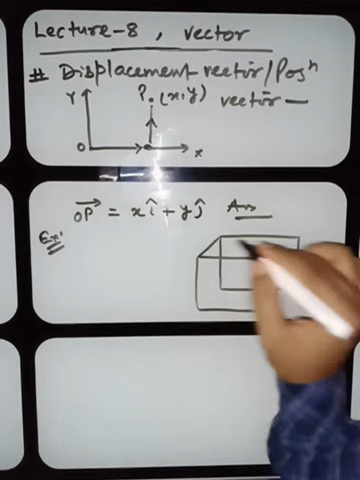 Lecture-8, vector
# Displacement vector/Posⁿ
vector —
Y
P. (x,y)
O
x
→OP = xî + yĵ Ans
Ex: